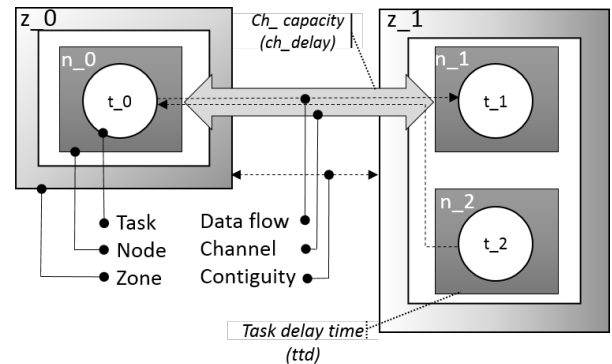 z_0
Ch_ capacity
(ch_delay)
z_1
n_0
n_1
t_0
t_1
n_2
t_2
Task
Node
Zone
Data flow
Channel
Contiguity
Task delay time
(ttd)